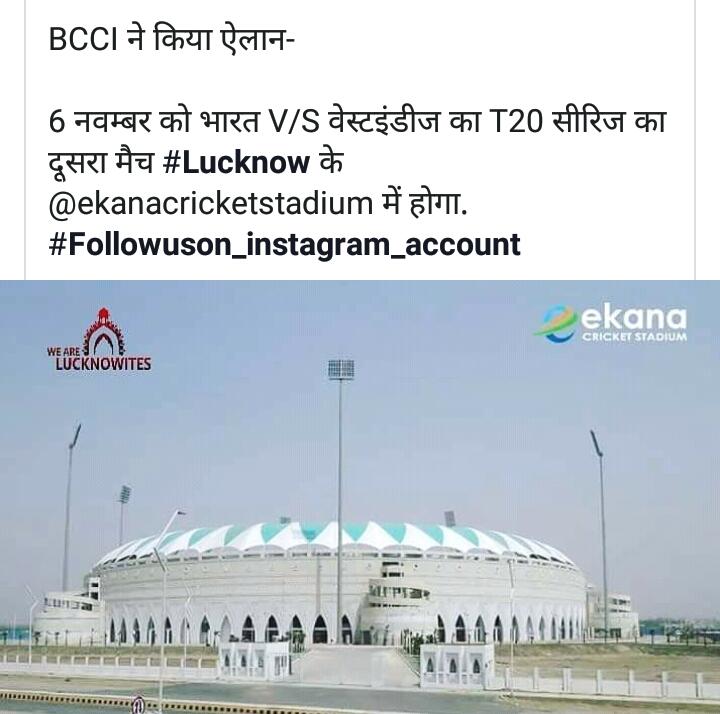 BCCI ने किया ऐलान-
6 नवम्बर को भारत V/S वेस्टइंडीज का T20 सीरिज का
दूसरा मैच #Lucknow के
@ekanacricketstadium में होगा.
#Followuson_instagram_account
WE ARE
LUCKNOWITES
ekana
CRICKET STADIUM